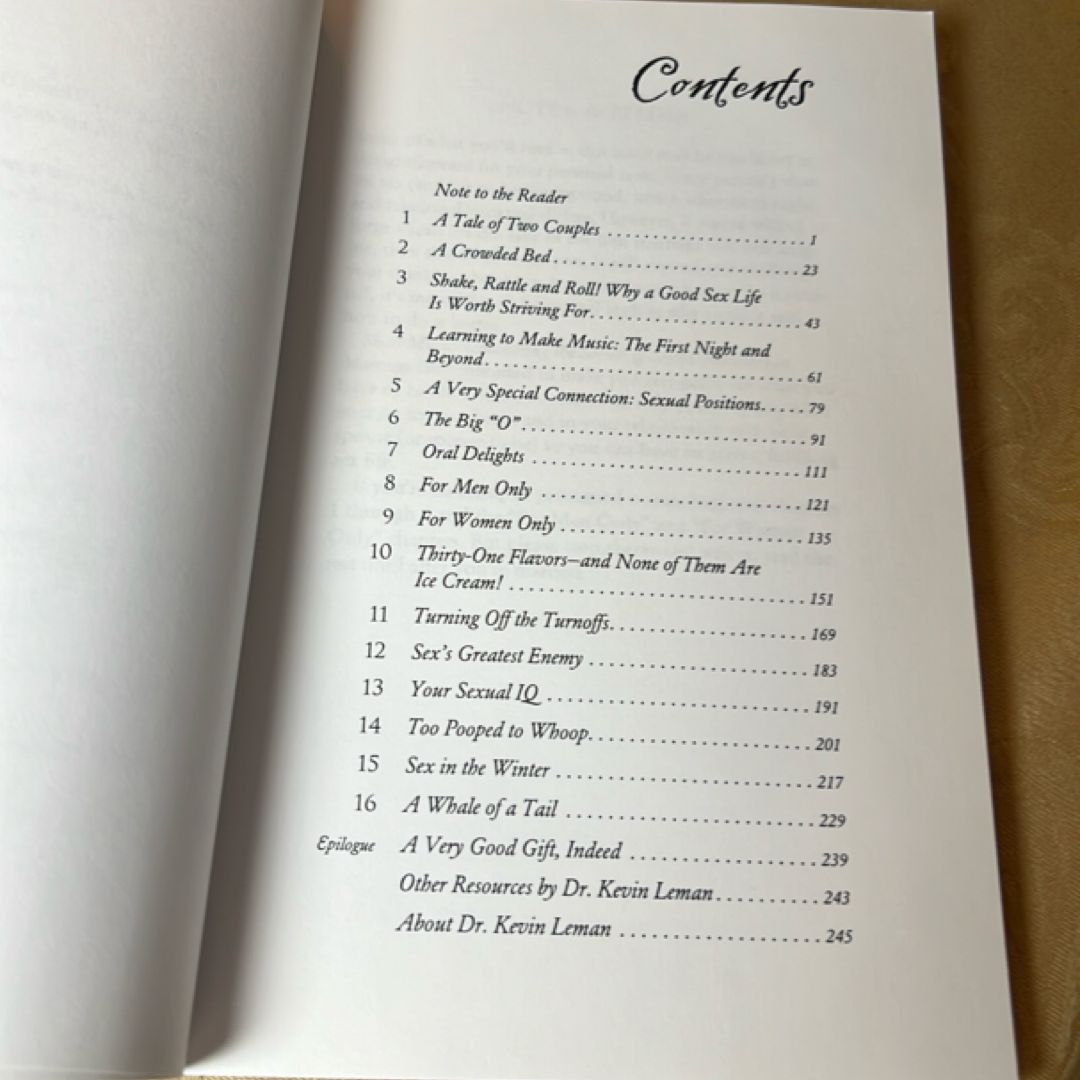 Contents
Note to the Reader
1 A Tale of Two Couples ................................ 1
2 A Crowded Bed ........................................ 23
3 Shake, Rattle and Roll! Why a Good Sex Life
Is Worth Striving For ................................ 43
4 Learning to Make Music: The First Night and
Beyond ............................................... 61
5 A Very Special Connection: Sexual Positions ..... 79
6 The Big “O” .......................................... 91
7 Oral Delights ........................................ 111
8 For Men Only ......................................... 121
9 For Women Only ....................................... 135
10 Thirty-One Flavors—and None of Them Are
Ice Cream! ........................................... 151
11 Turning Off the Turnoffs ............................. 169
12 Sex’s Greatest Enemy ................................. 183
13 Your Sexual IQ ....................................... 191
14 Too Pooped to Whoop .................................. 201
15 Sex in the Winter .................................... 217
16 A Whale of a Tail .................................... 229
Epilogue A Very Good Gift, Indeed ........................ 239
Other Resources by Dr. Kevin Leman .......... 243
About Dr. Kevin Leman .................... 245